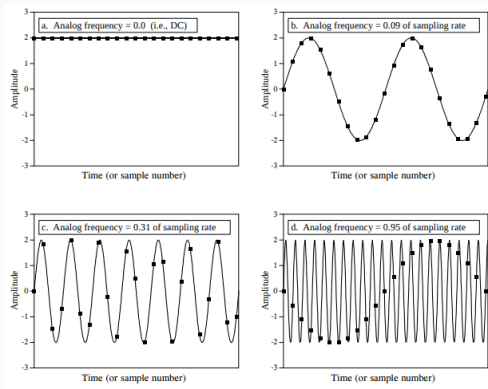 3
a. Analog frequency = 0.0 (i.e., DC)
2
1
0
-1
-2
-3
Amplitude
Time (or sample number)
3
b. Analog frequency = 0.09 of sampling rate
2
1
0
-1
-2
-3
Amplitude
Time (or sample number)
3
c. Analog frequency = 0.31 of sampling rate
2
1
0
-1
-2
-3
Amplitude
Time (or sample number)
3
d. Analog frequency = 0.95 of sampling rate
2
1
0
-1
-2
-3
Amplitude
Time (or sample number)